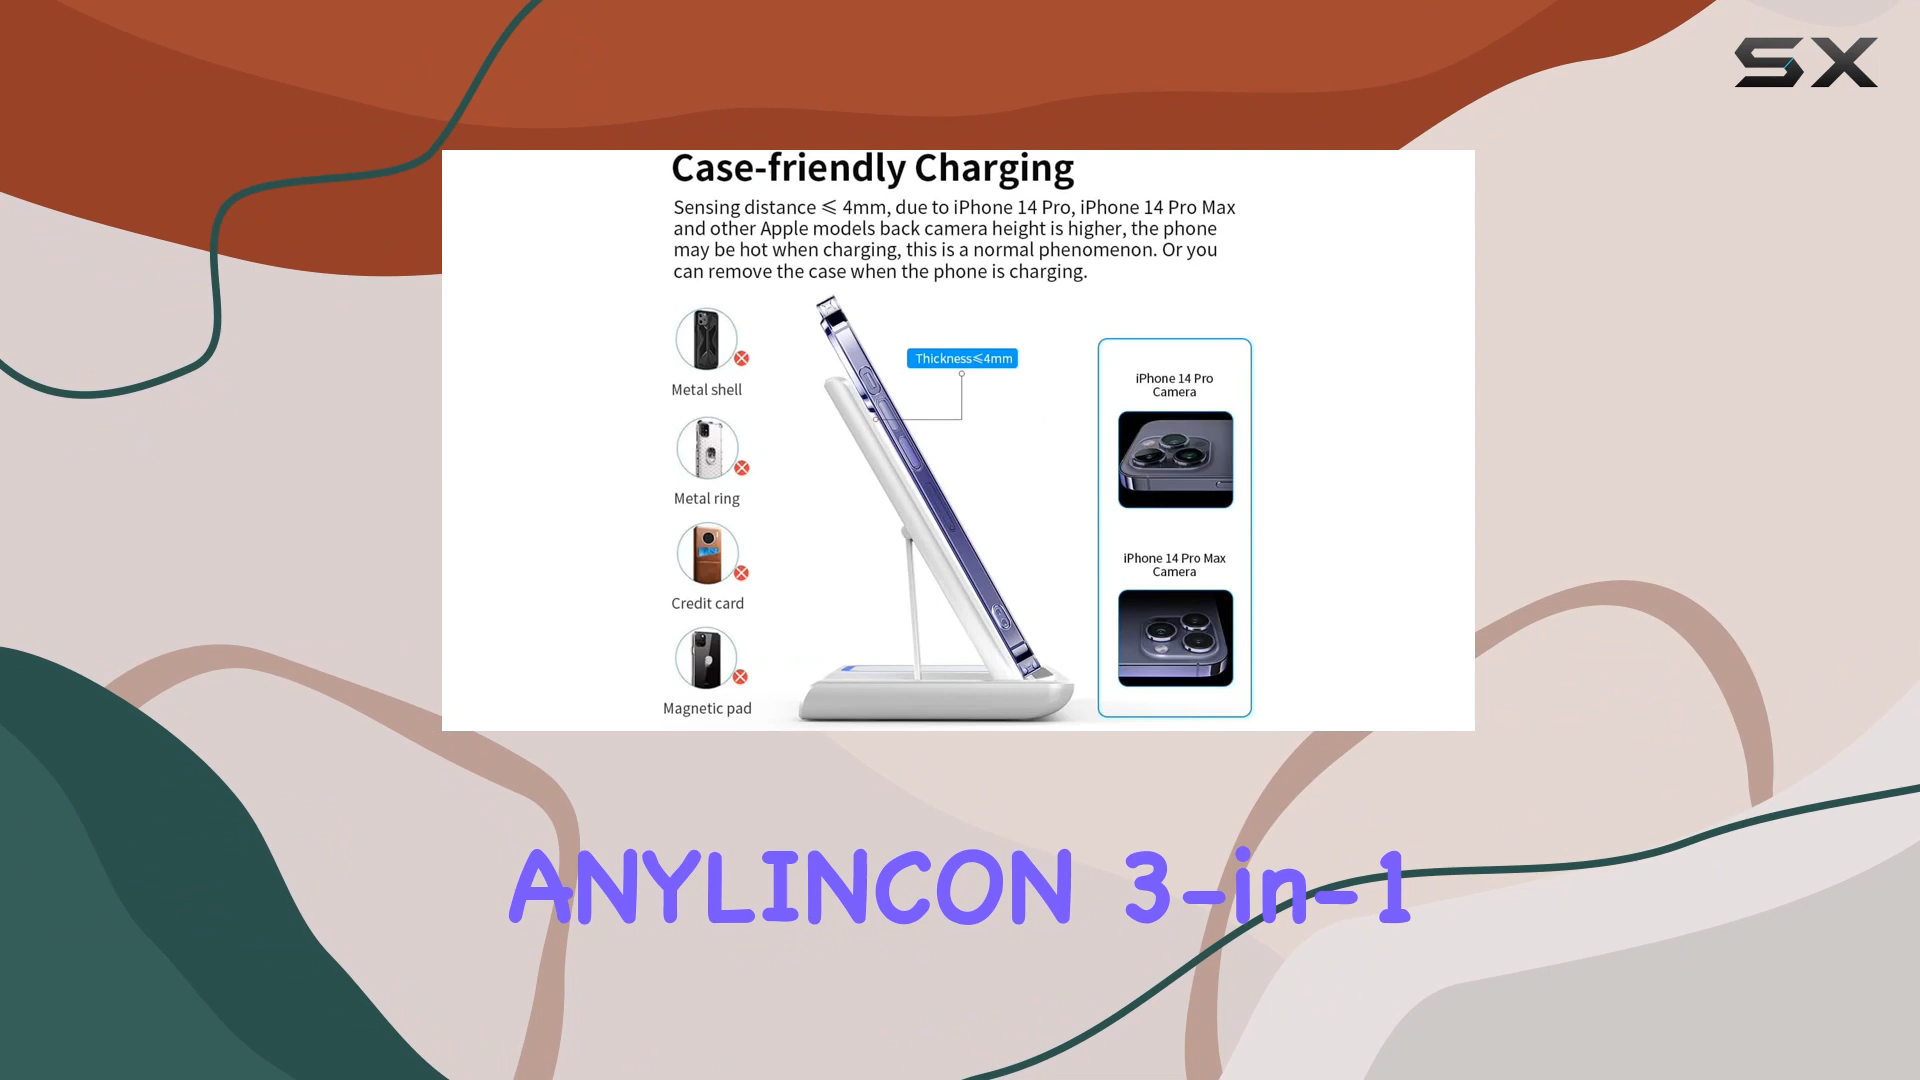 SX
Case-friendly Charging
Sensing distance ⩽ 4mm, due to iPhone 14 Pro, iPhone 14 Pro Max
and other Apple models back camera height is higher, the phone
may be hot when charging, this is a normal phenomenon. Or you
can remove the case when the phone is charging.
Thickness⩽4mm
Metal shell
Metal ring
Credit card
Magnetic pad
iPhone 14 Pro
Camera
iPhone 14 Pro Max
Camera
ANYLINCON 3-in-1